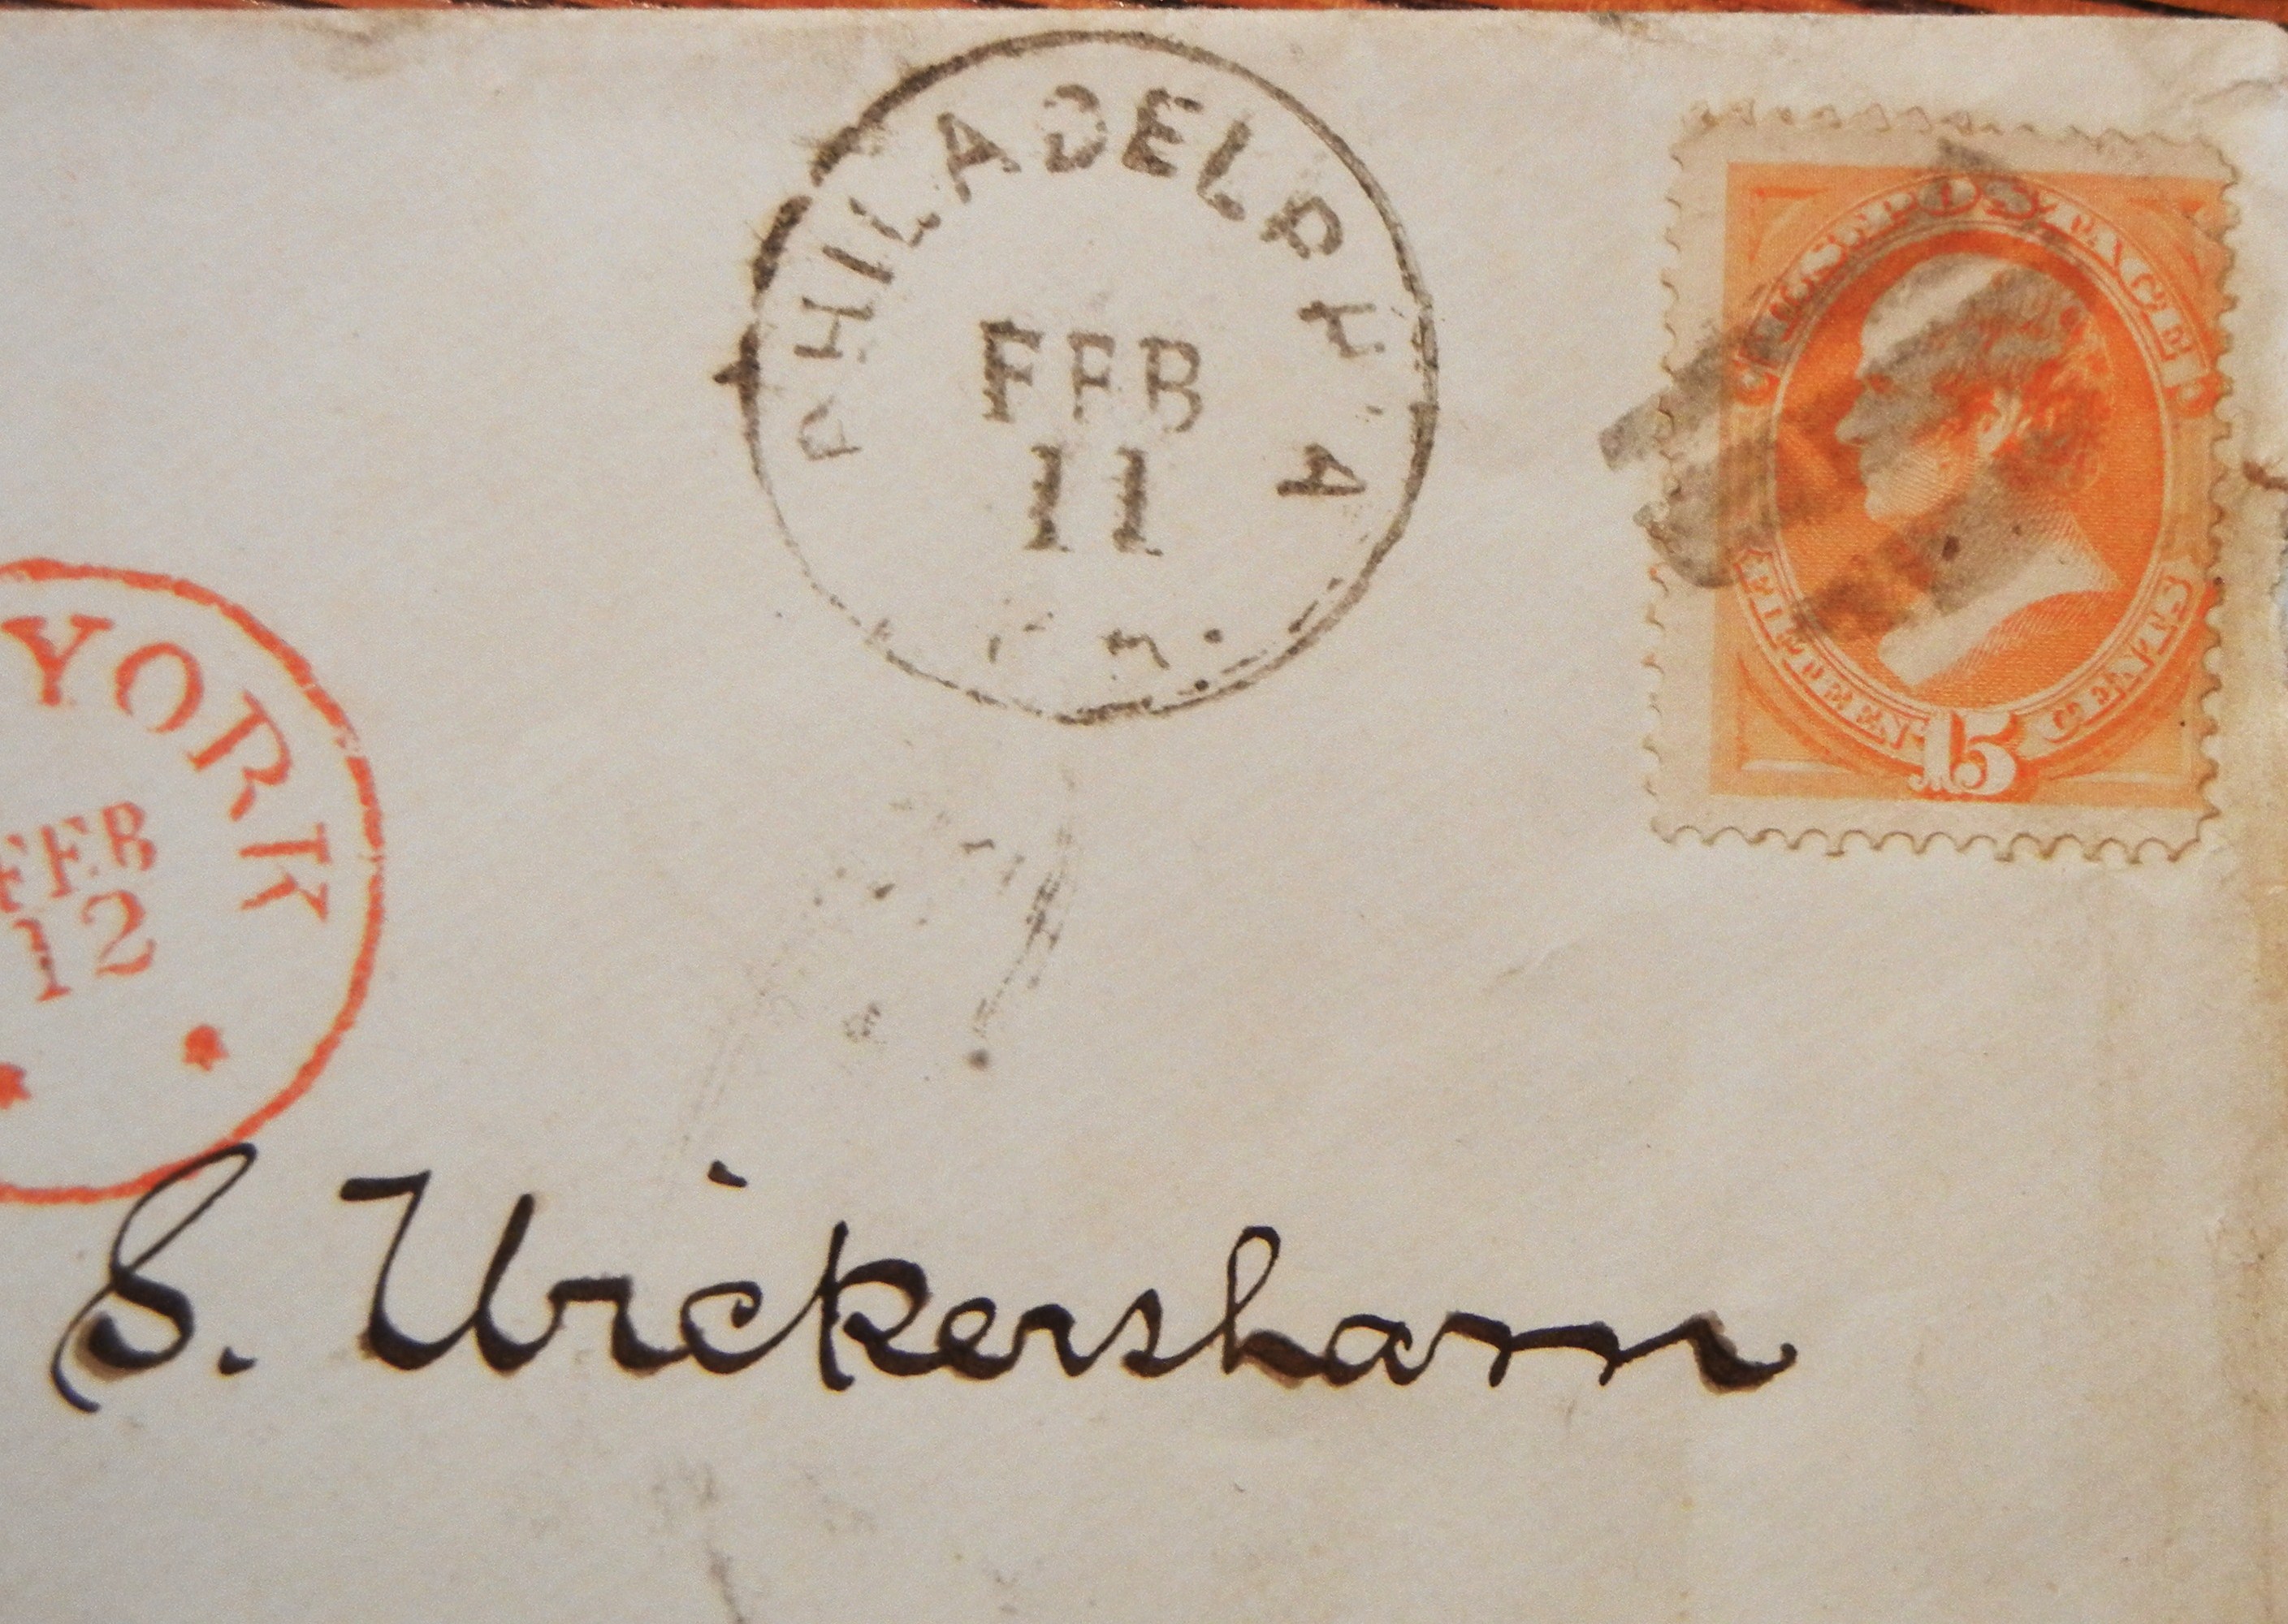 PHILADELPHIA
FEB
11
U.S. POSTAGE
FIFTEEN CENTS
15
YORK
FEB
12
S. Wickersham